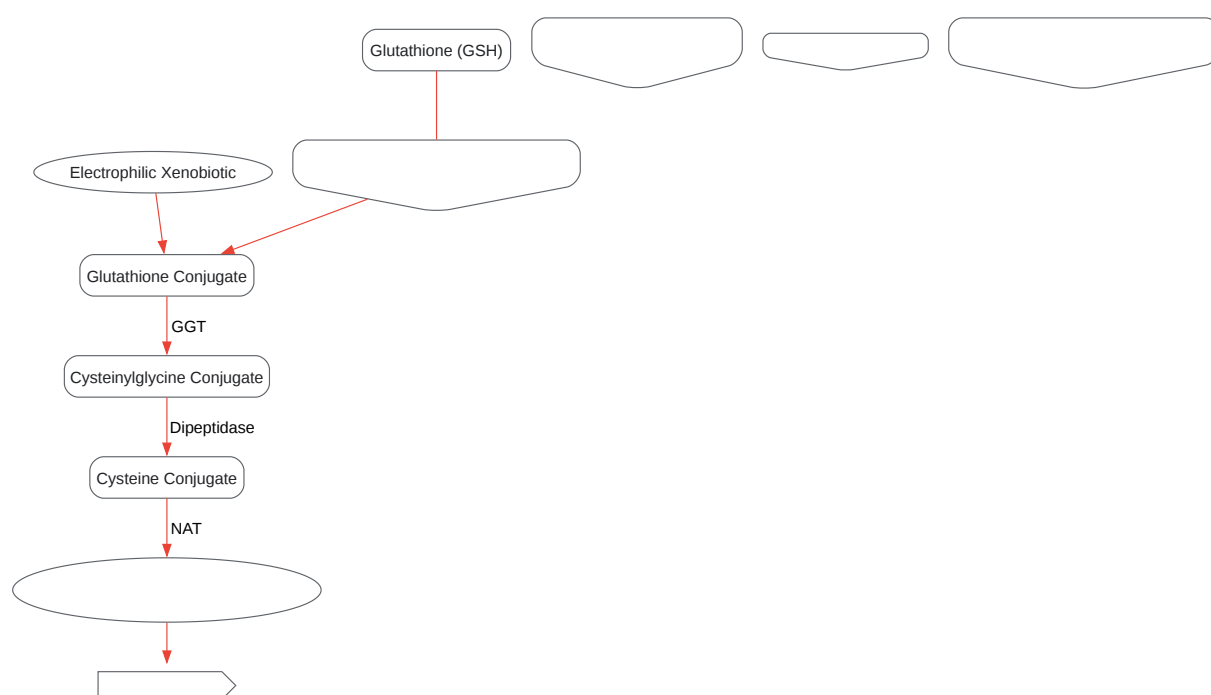 Glutathione (GSH)
Electrophilic Xenobiotic
Glutathione Conjugate
GGT
Cysteinylglycine Conjugate
Dipeptidase
Cysteine Conjugate
NAT